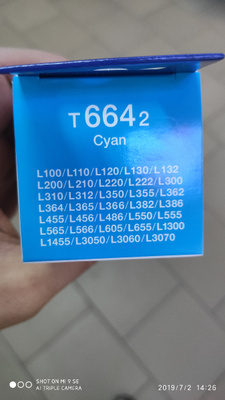 T6642
Cyan
L100/L110/L120/L130/L132
L200/L210/L220/L222/L300
L310/L312/L350/L355/L362
L364/L365/L366/L382/L386
L455/L456/L486/L550/L555
L565/L566/L605/L655/L1300
L1455/L3050/L3060/L3070
SHOT ON MI 9 SE
AI TRIPLE CAMERA
2019/7/2 14:26